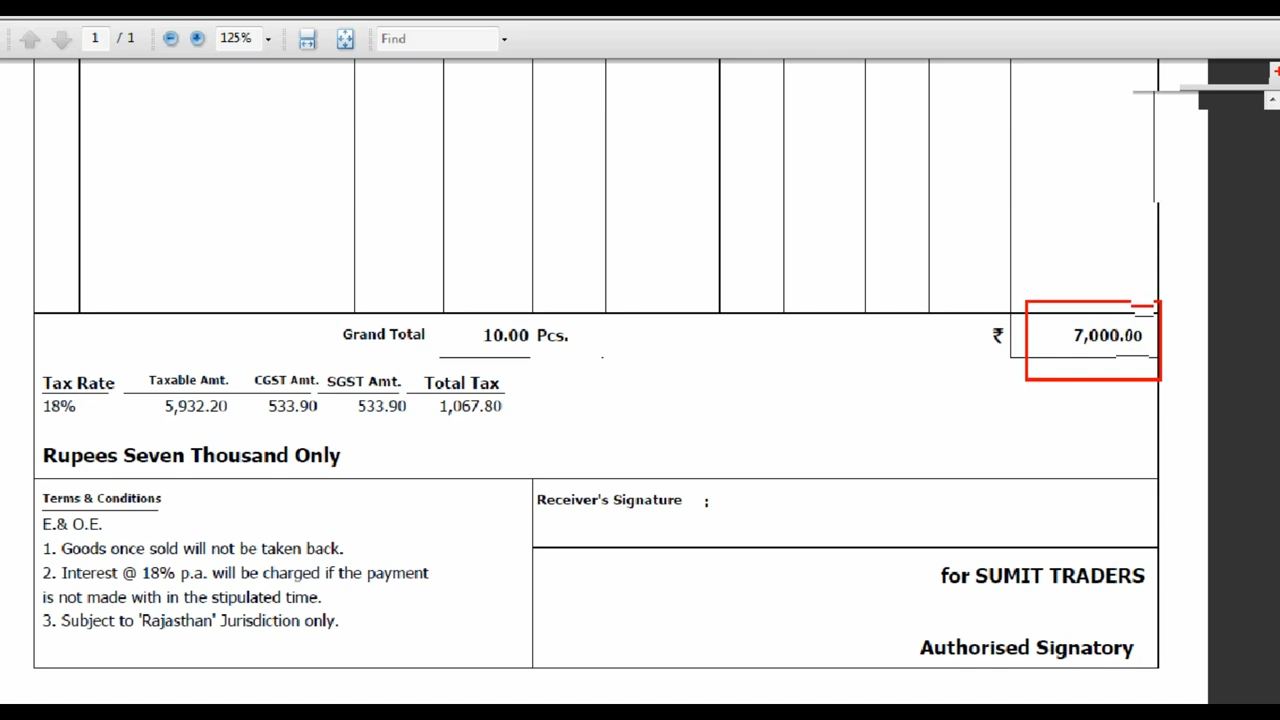 1 / 1 125% Find
Grand Total 10.00 Pcs. ₹ 7,000.00
Tax Rate Taxable Amt. CGST Amt. SGST Amt. Total Tax
18% 5,932.20 533.90 533.90 1,067.80
Rupees Seven Thousand Only
Terms & Conditions
E.& O.E.
1. Goods once sold will not be taken back.
2. Interest @ 18% p.a. will be charged if the payment
is not made with in the stipulated time.
3. Subject to 'Rajasthan' Jurisdiction only.
Receiver's Signature :
for SUMIT TRADERS
Authorised Signatory